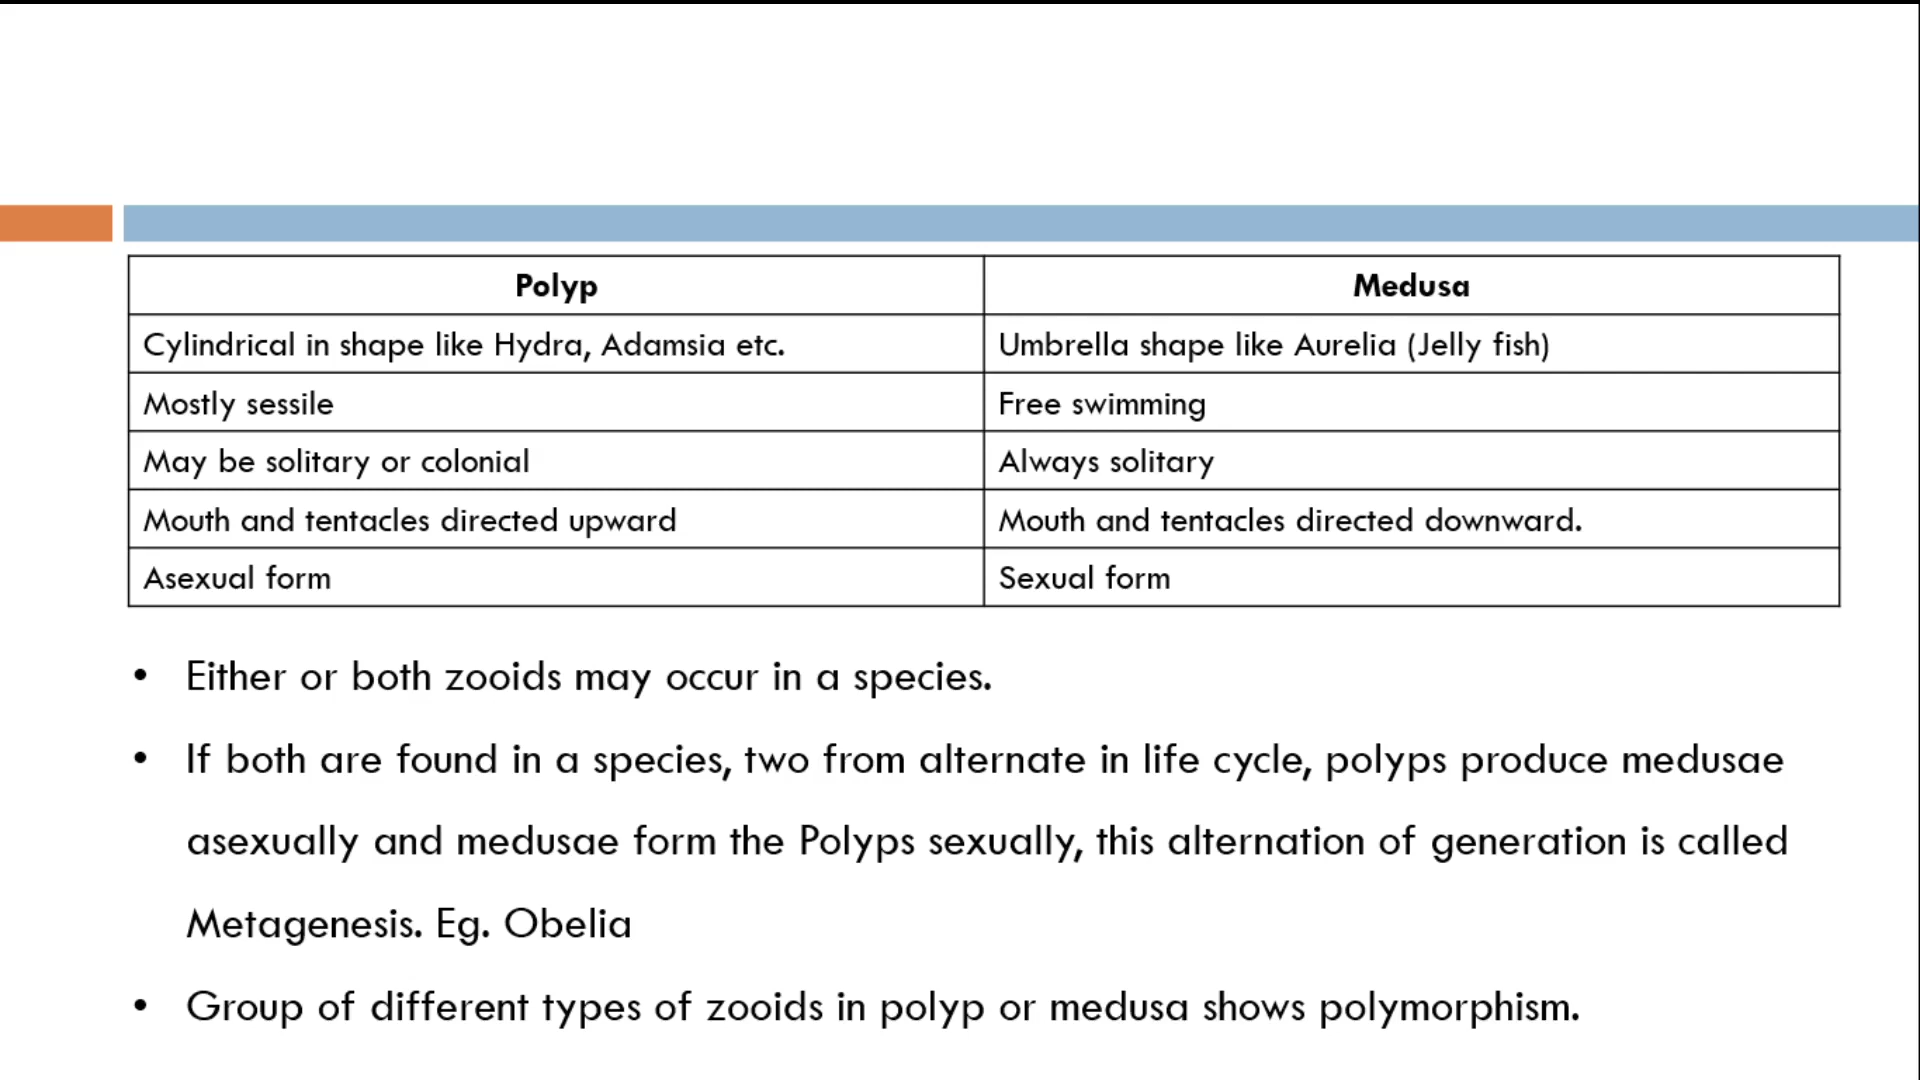 Polyp Medusa
Cylindrical in shape like Hydra, Adamsia etc. Umbrella shape like Aurelia (Jelly fish)
Mostly sessile Free swimming
May be solitary or colonial Always solitary
Mouth and tentacles directed upward Mouth and tentacles directed downward.
Asexual form Sexual form
• Either or both zooids may occur in a species.
• If both are found in a species, two from alternate in life cycle, polyps produce medusae
asexually and medusae form the Polyps sexually, this alternation of generation is called
Metagenesis. Eg. Obelia
• Group of different types of zooids in polyp or medusa shows polymorphism.